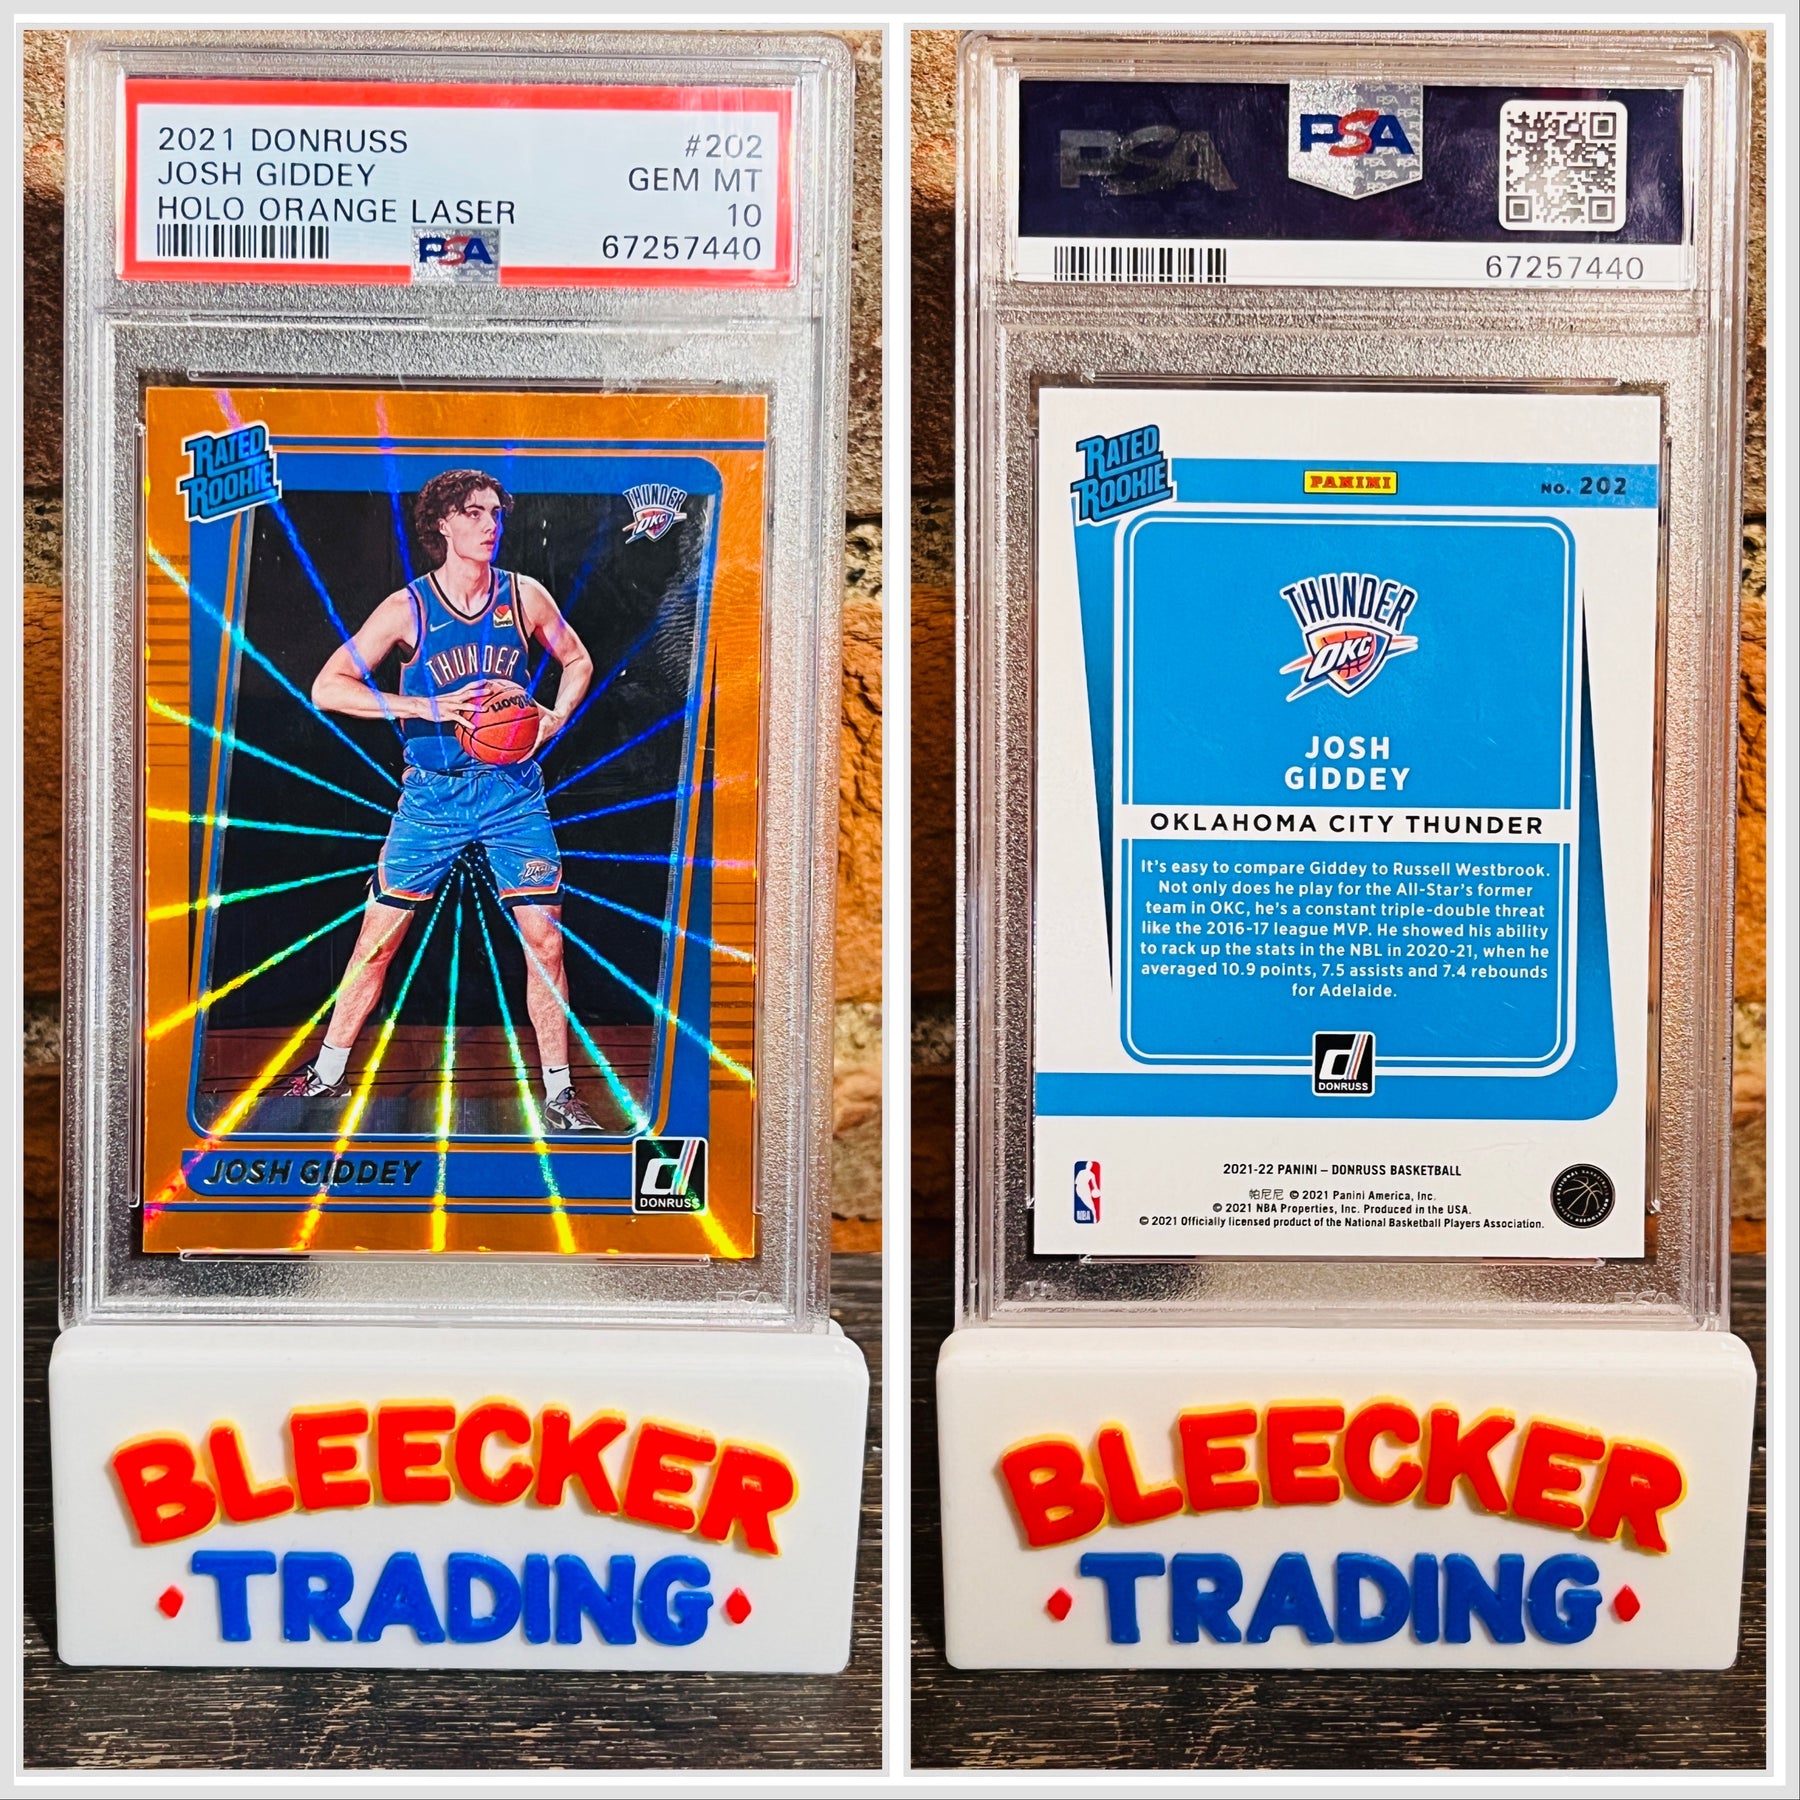 2021 DONRUSS #202
JOSH GIDDEY GEM MT
HOLO ORANGE LASER 10
PSA 67257440
RATED
ROOKIE
THUNDER
OKC
THUNDER
Wilson
OKC
JOSH GIDDEY
DONRUSS
BLEECKER
TRADING
PSA
PSA
67257440
RATED
ROOKIE
PANINI
NO. 202
THUNDER
OKC
JOSH
GIDDEY
OKLAHOMA CITY THUNDER
It's easy to compare Giddey to Russell Westbrook.
Not only does he play for the All-Star's former
team in OKC, he's a constant triple-double threat
like the 2016-17 league MVP. He showed his ability
to rack up the stats in the NBL in 2020-21, when he
averaged 10.9 points, 7.5 assists and 7.4 rebounds
for Adelaide.
DONRUSS
2021-22 PANINI – DONRUSS BASKETBALL
帕尼尼 © 2021 Panini America, Inc.
© 2021 NBA Properties, Inc. Produced in the USA.
© 2021 Officially licensed product of the National Basketball Players Association.
NBA
BLEECKER
TRADING